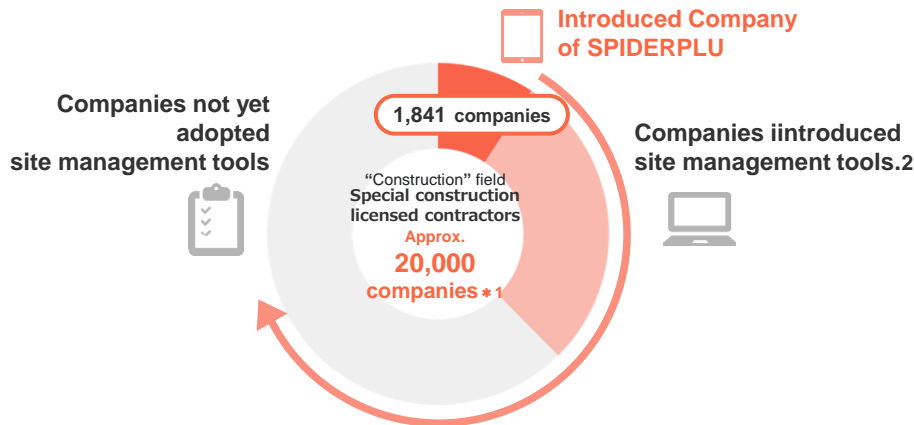 Introduced Company
of SPIDERPLU
Companies not yet
adopted
site management tools
1,841 companies
Companies iintroduced
site management tools.2
“Construction” field
Special construction
licensed contractors
Approx.
20,000
companies＊1